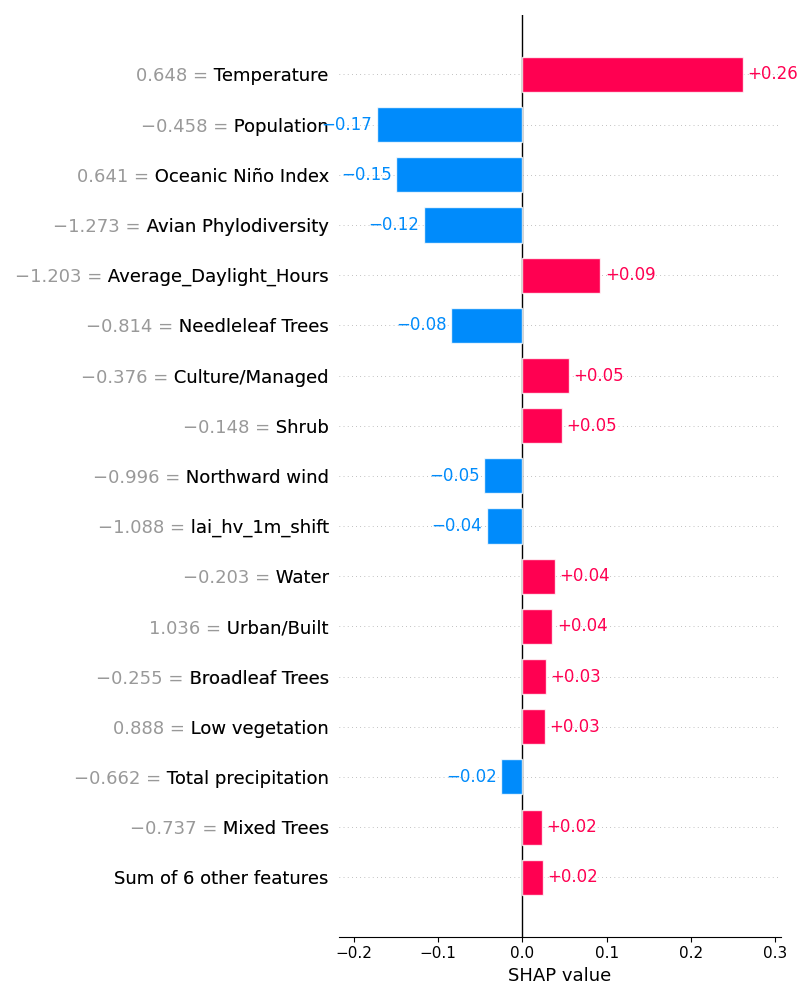 0.648 = Temperature +0.26
−0.458 = Population −0.17
0.641 = Oceanic Niño Index −0.15
−1.273 = Avian Phylodiversity −0.12
−1.203 = Average_Daylight_Hours +0.09
−0.814 = Needleleaf Trees −0.08
−0.376 = Culture/Managed +0.05
−0.148 = Shrub +0.05
−0.996 = Northward wind −0.05
−1.088 = lai_hv_1m_shift −0.04
−0.203 = Water +0.04
1.036 = Urban/Built +0.04
−0.255 = Broadleaf Trees +0.03
0.888 = Low vegetation +0.03
−0.662 = Total precipitation −0.02
−0.737 = Mixed Trees +0.02
Sum of 6 other features +0.02
−0.2 −0.1 0.0 0.1 0.2 0.3
SHAP value